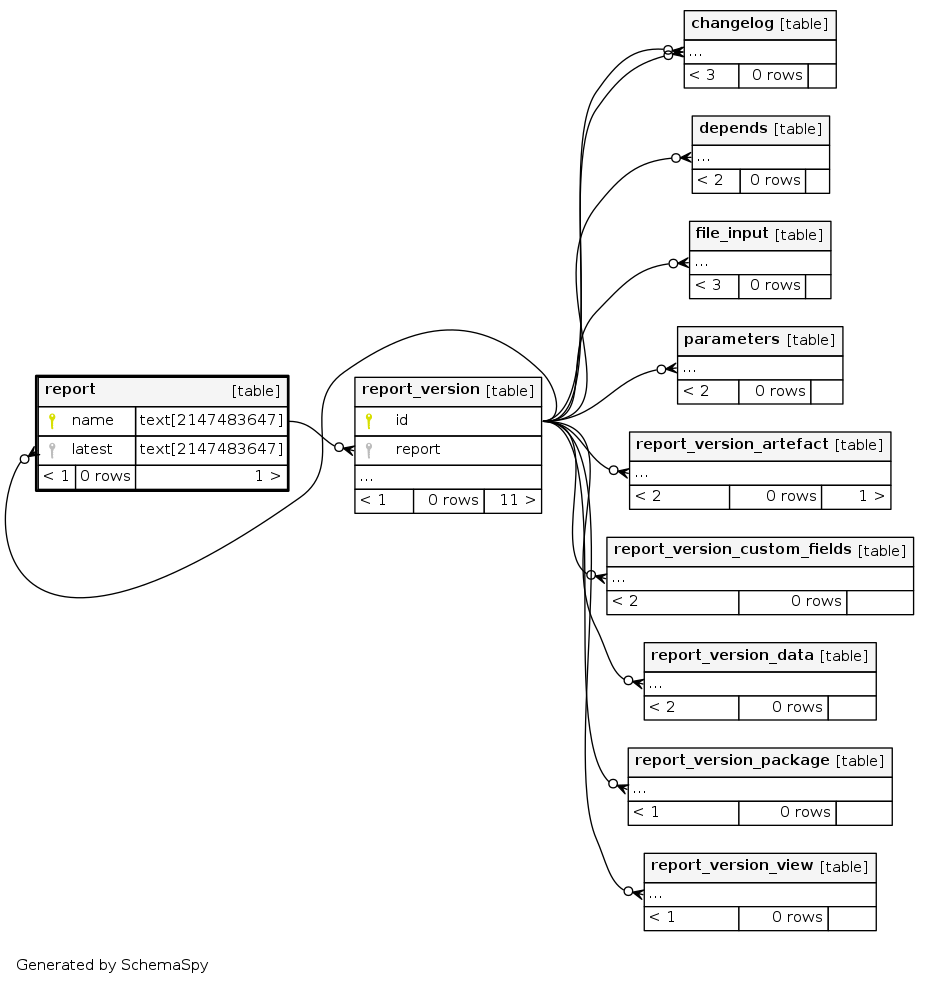 changelog [table]
...
< 3 0 rows
depends [table]
...
< 2 0 rows
file_input [table]
...
< 3 0 rows
parameters [table]
...
< 2 0 rows
report [table]
name text[2147483647]
latest text[2147483647]
< 1 0 rows 1 >
report_version [table]
id
report
...
< 1 0 rows 11 >
report_version_artefact [table]
...
< 2 0 rows 1 >
report_version_custom_fields [table]
...
< 2 0 rows
report_version_data [table]
...
< 2 0 rows
report_version_package [table]
...
< 1 0 rows
report_version_view [table]
...
< 1 0 rows
Generated by SchemaSpy